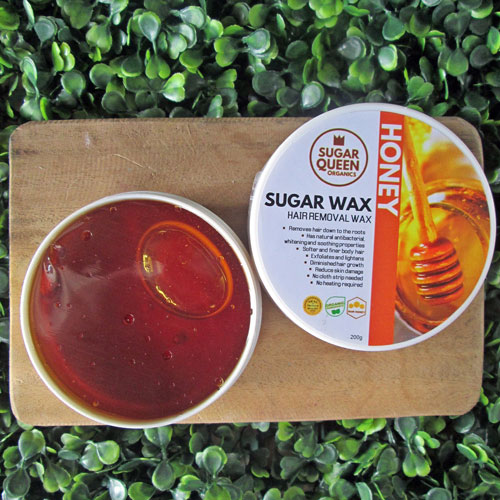 SUGAR
QUEEN
ORGANICS
HONEY
SUGAR WAX
HAIR REMOVAL WAX
• Removes hair down to the roots
• Has natural antibacterial,
whitening and soothing properties
• Softer and finer body hair
• Exfoliates and lightens
• Diminished hair growth
• Reduce skin damage
• No cloth strip needed
• No heating required
ORGANIC
200g